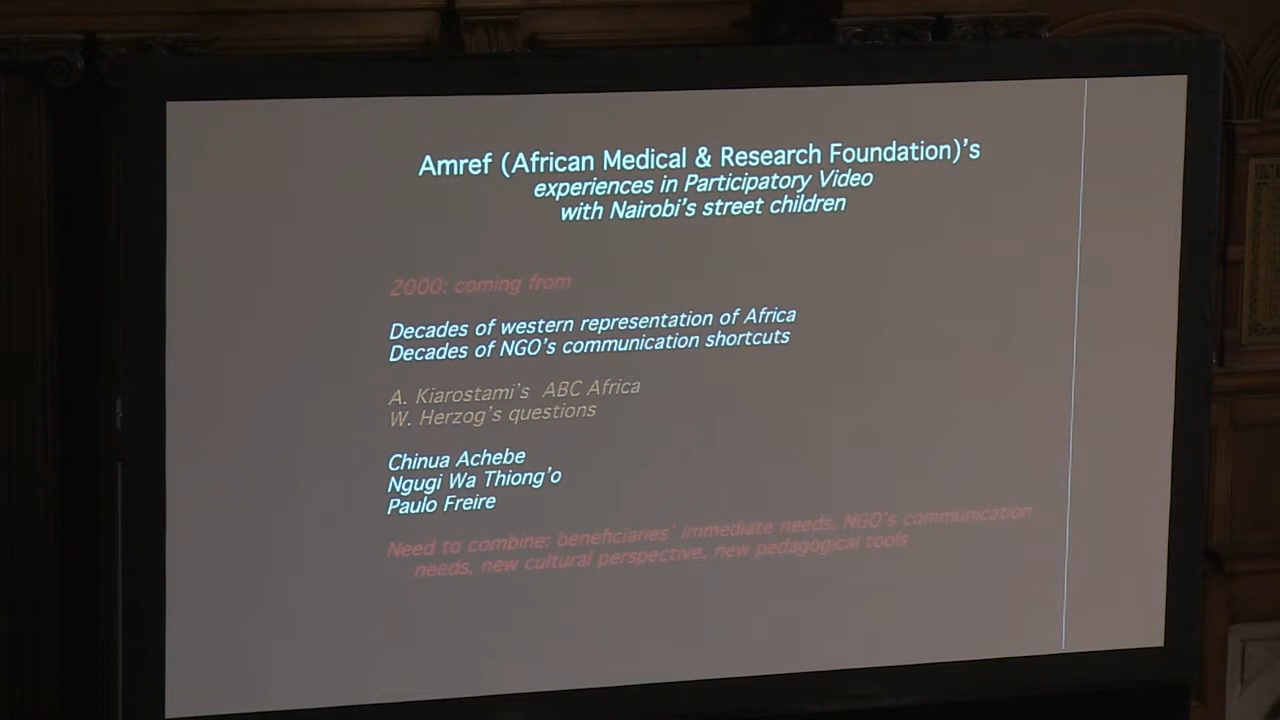 Amref (African Medical & Research Foundation)'s
experiences in Participatory Video
with Nairobi's street children
2000: coming from
Decades of western representation of Africa
Decades of NGO's communication shortcuts
A. Kiarostami's ABC Africa
W. Herzog's questions
Chinua Achebe
Ngugi Wa Thiong'o
Paulo Freire
Need to combine: beneficiaries' immediate needs, NGO's communication
needs, new cultural perspective, new pedagogical tools